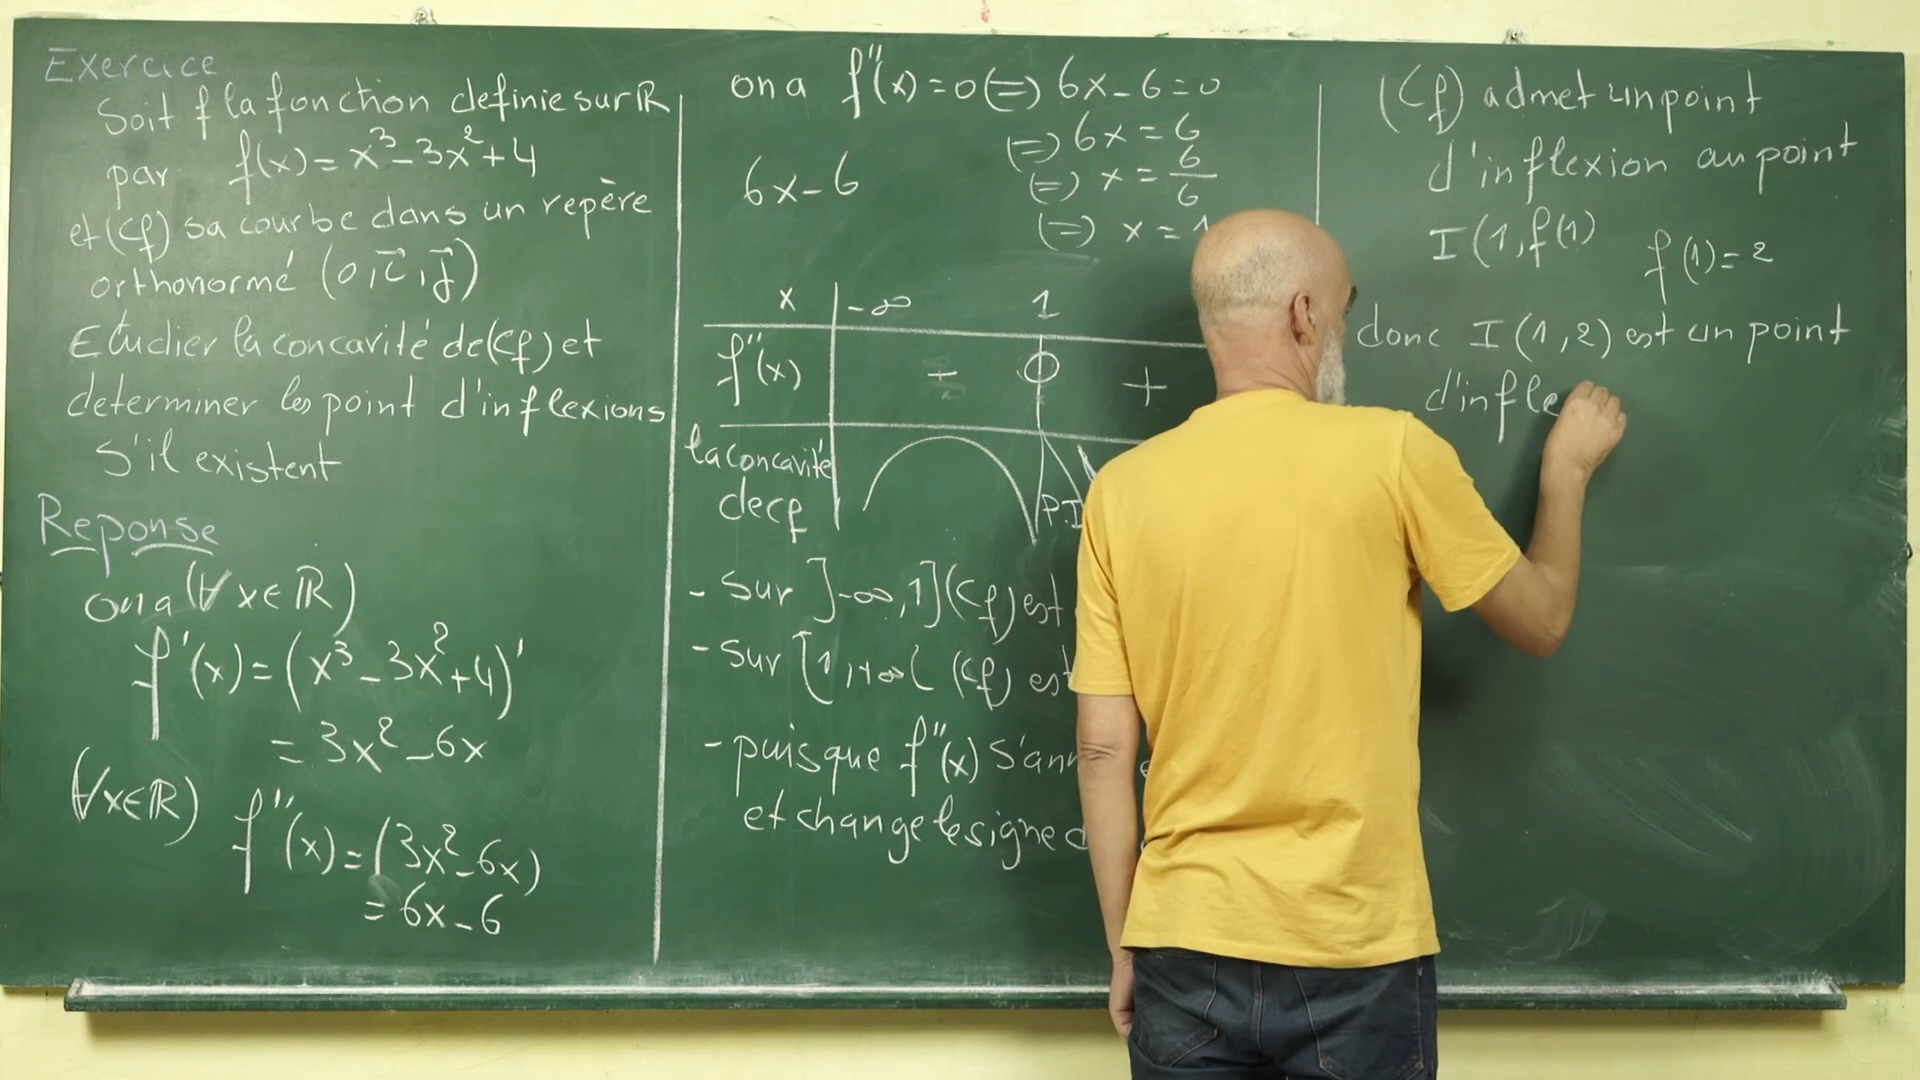 Exercice
Soit f la fonction definie sur ℝ
par f(x) = x³ - 3x² + 4
et (Cf) sa courbe dans un repère
orthonormé (o, i⃗, j⃗)
Etudier la concavité de (Cf) et
determiner les point d'inflexions
S'il existent
Reponse
on a (∀ x ∈ ℝ)
f'(x) = (x³ - 3x² + 4)'
= 3x² - 6x
(∀x∈ℝ) f''(x) = (3x² - 6x)
= 6x - 6
on a f''(x) = 0 (=) 6x - 6 = 0
(=) 6x = 6
6x - 6
(=) x = 6/6
(=) x = 1
x -∞ 1
f''(x) - 0 +
la concavité
de cf P.I
- Sur ]-∞, 1] (Cf) est
- Sur [1, +∞[ (Cf) est
- puisque f''(x) S'ann
et change le signe d
(Cf) admet un point
d'inflexion au point
I(1, f(1)
f(1) = 2
donc I(1, 2) est un point
d'infle